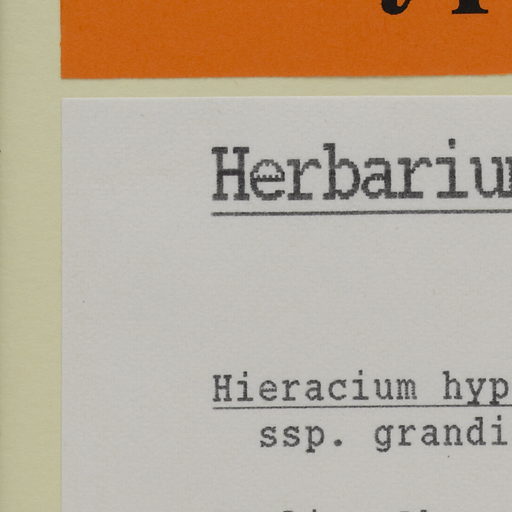 Herbariu
Hieracium hyp
ssp. grandi